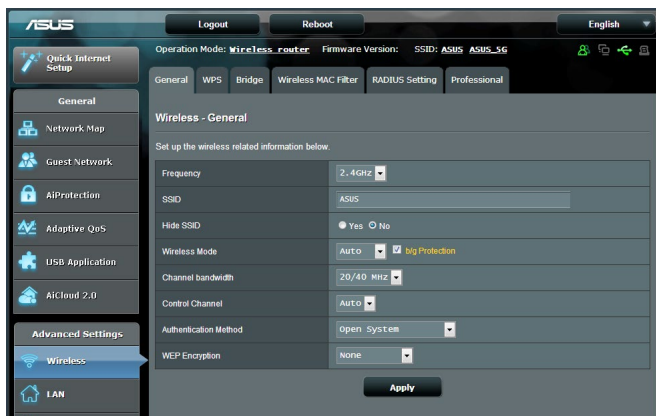 ASUS
Logout
Reboot
English
Quick Internet Setup
Operation Mode: Wireless router Firmware Version: SSID: ASUS ASUS_5G
General
WPS
Bridge
Wireless MAC Filter
RADIUS Setting
Professional
General
Network Map
Guest Network
AiProtection
Adaptive QoS
USB Application
AiCloud 2.0
Advanced Settings
Wireless
LAN
Wireless - General
Set up the wireless related information below.
Frequency 2.4GHz
SSID ASUS
Hide SSID Yes No
Wireless Mode Auto b/g Protection
Channel bandwidth 20/40 MHz
Control Channel Auto
Authentication Method Open System
WEP Encryption None
Apply